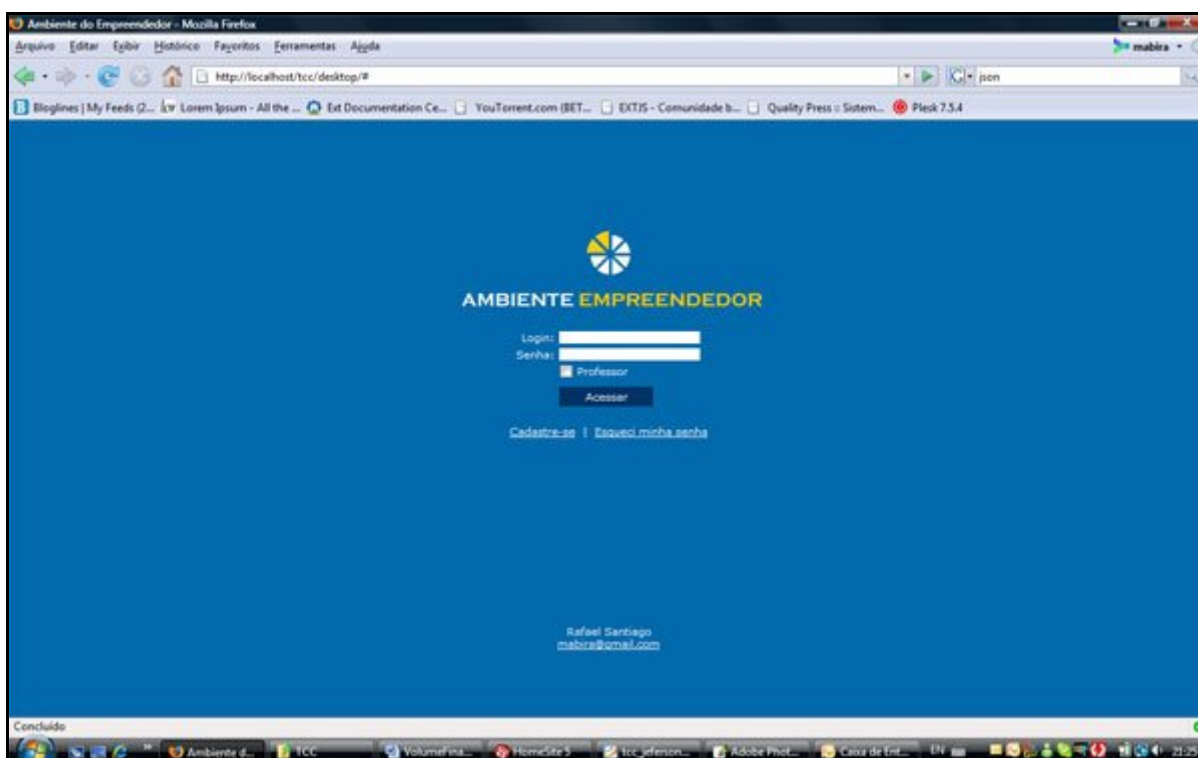 Ambiente do Empreendedor - Mozilla Firefox
Arquivo Editar Exibir Histórico Favoritos Ferramentas Ajuda
mabira
http://localhost/tcc/desktop/#
json
Bloglines | My Feeds (2... Lorem Ipsum - All the ... Ext Documentation Ce... YouTorrent.com (BET... EXTJS - Comunidade b... Quality Press :: Sistem... Plesk 7.5.4
AMBIENTE EMPREENDEDOR
Login:
Senha:
Professor
Acessar
Cadastre-se | Esqueci minha senha
Rafael Santiago
mabira@gmail.com
Concluído
Ambiente d... TCC VolumeFina... HomeSite 5 tcc_jeferson... Adobe Phot... Caixa de Ent... 21:25